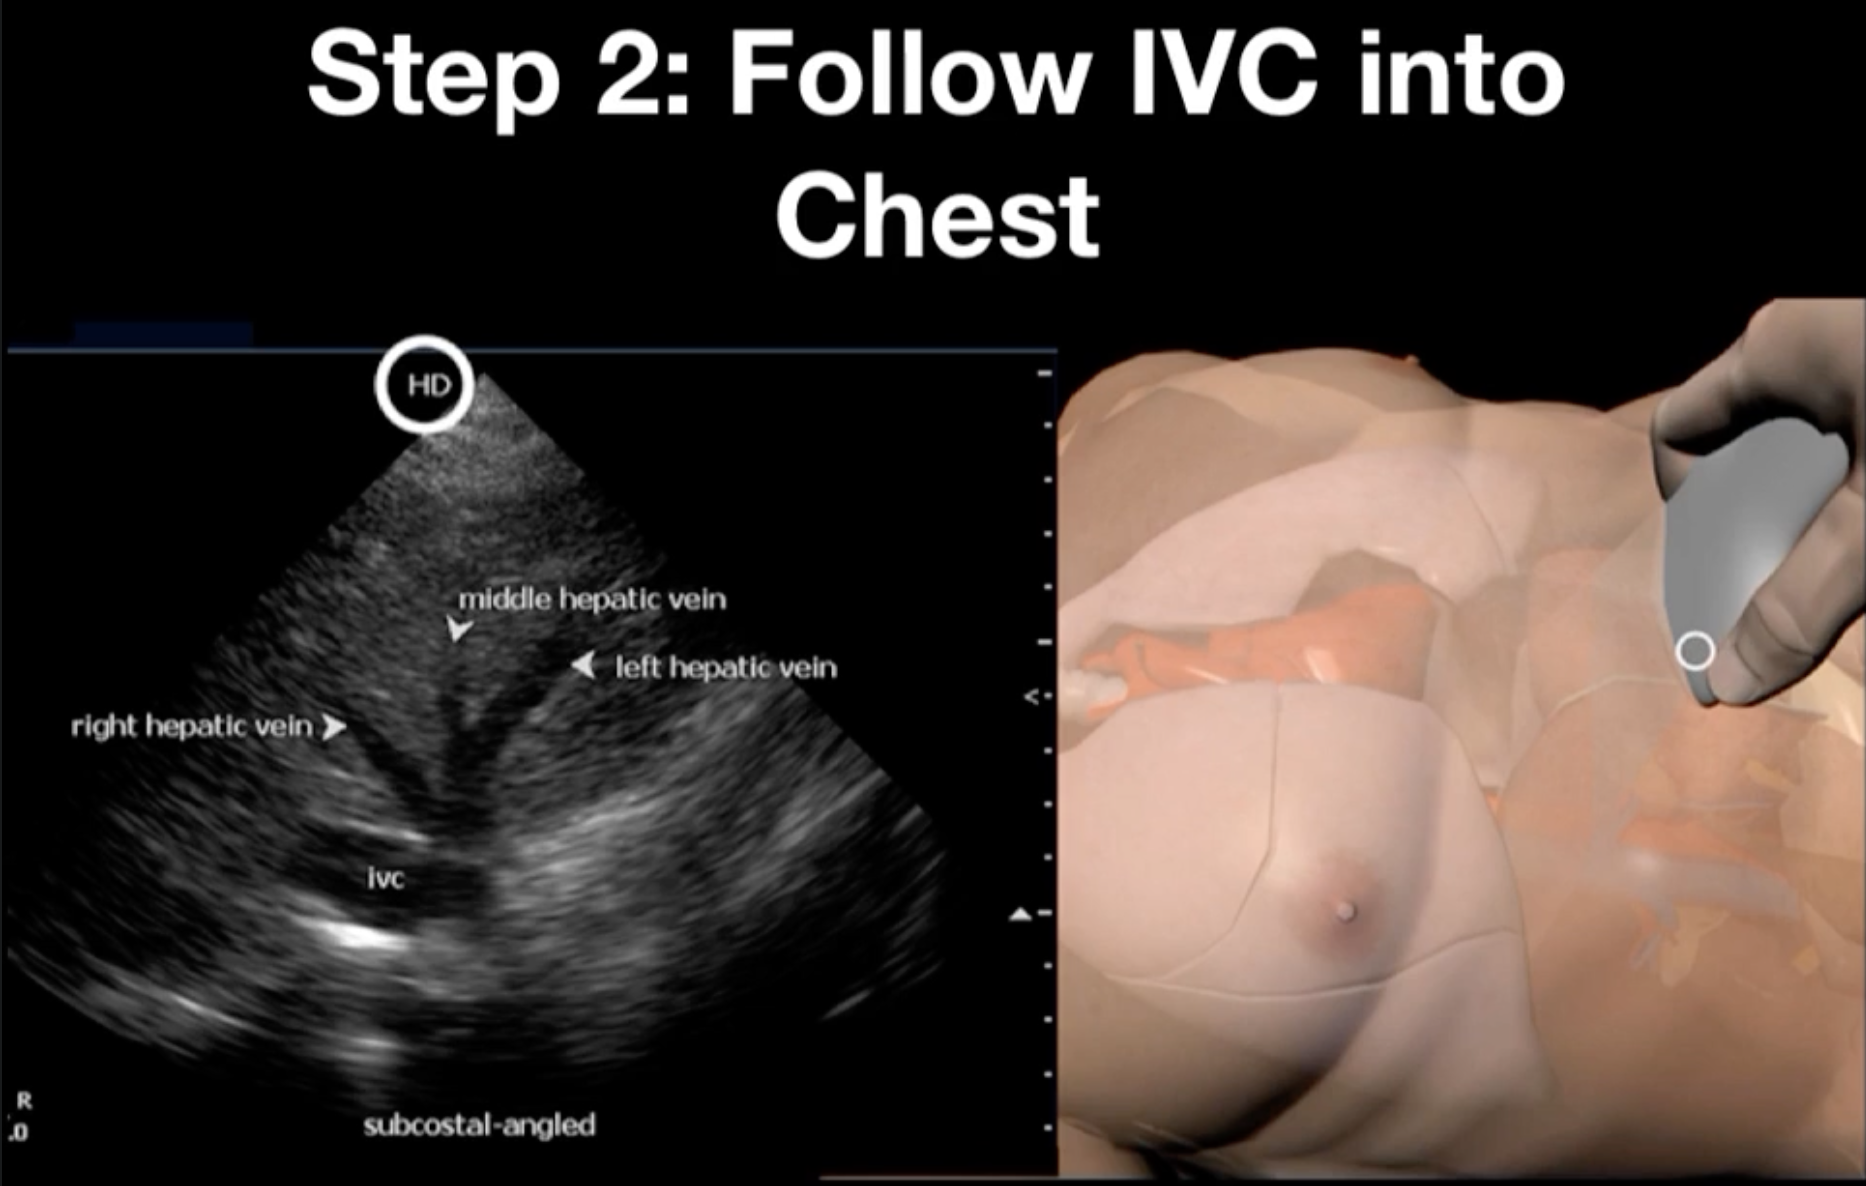 Step 2: Follow IVC into
Chest
HD
middle hepatic vein
left hepatic vein
right hepatic vein
ivc
R
.0
subcostal-angled